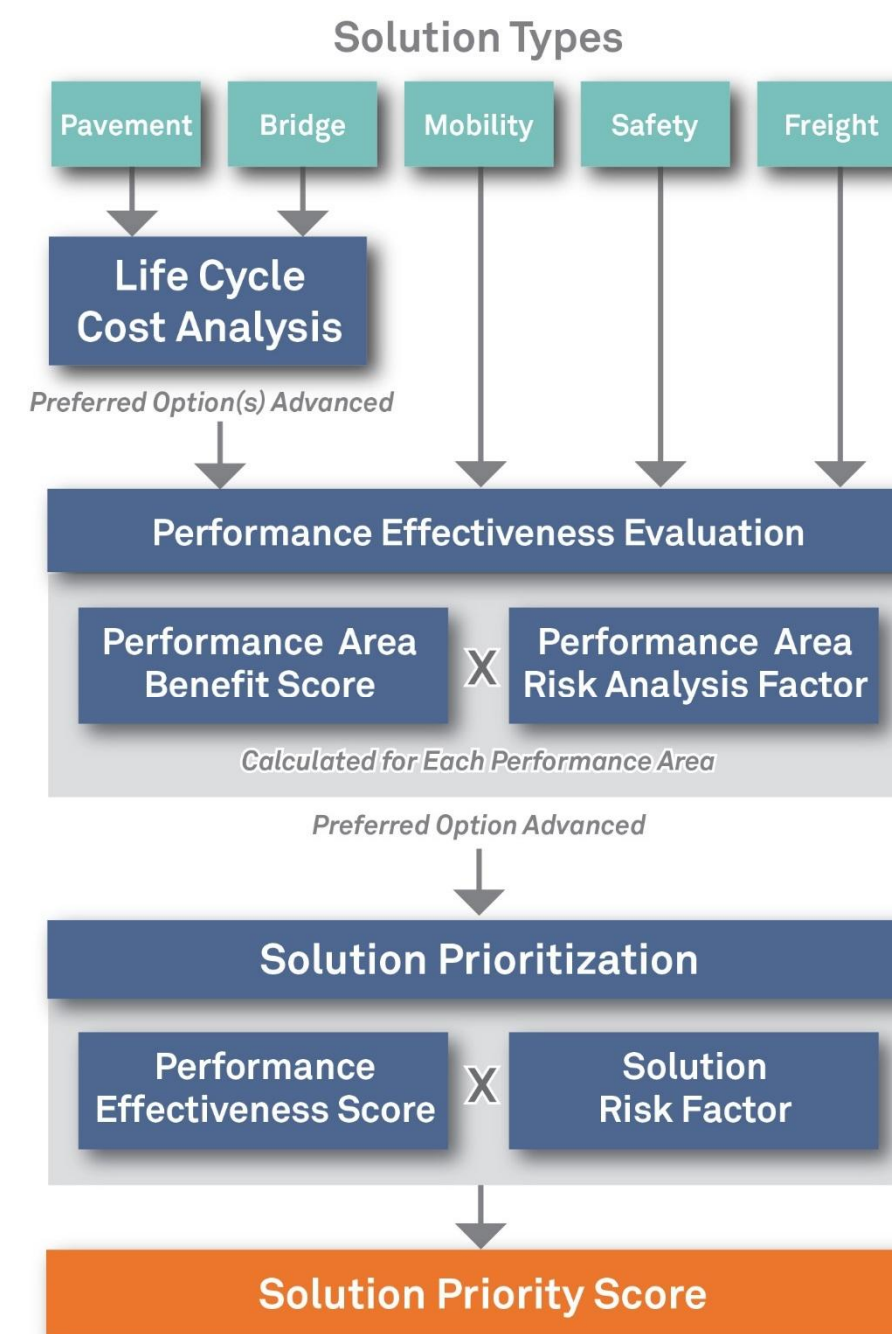 Solution Types
Pavement
Bridge
Mobility
Safety
Freight
Life Cycle
Cost Analysis
Preferred Option(s) Advanced
Performance Effectiveness Evaluation
Performance Area
Benefit Score
X
Performance Area
Risk Analysis Factor
Calculated for Each Performance Area
Preferred Option Advanced
Solution Prioritization
Performance
Effectiveness Score
X
Solution
Risk Factor
Solution Priority Score